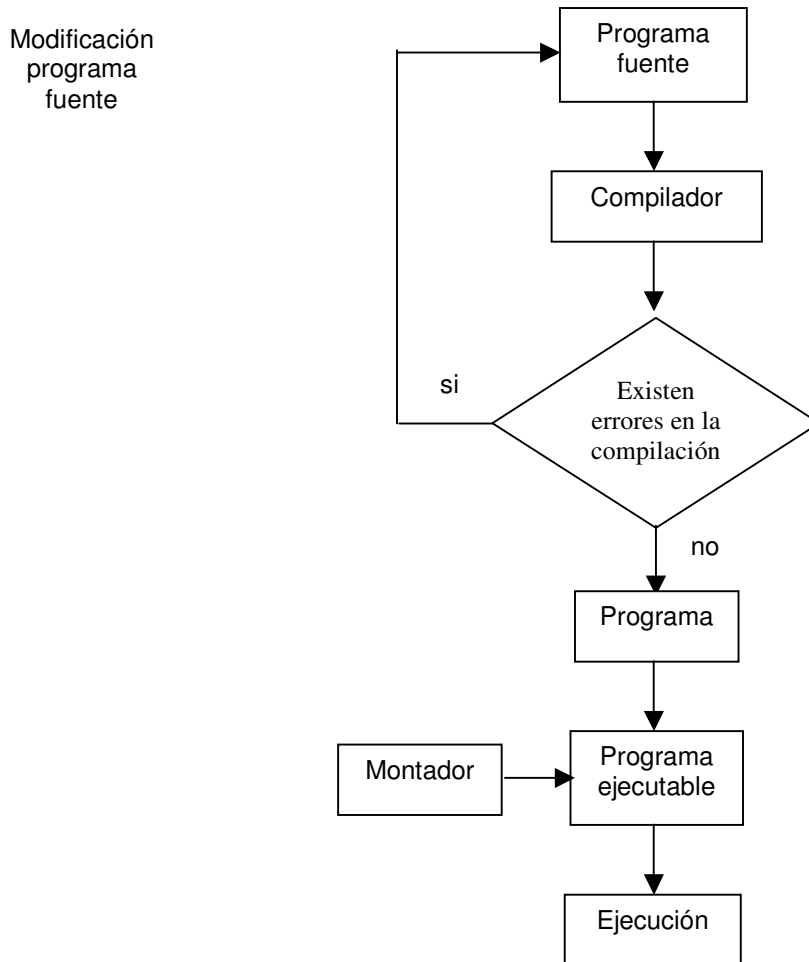 Modificación
programa
fuente
Programa
fuente
Compilador
si
Existen
errores en la
compilación
no
Programa
Montador
Programa
ejecutable
Ejecución